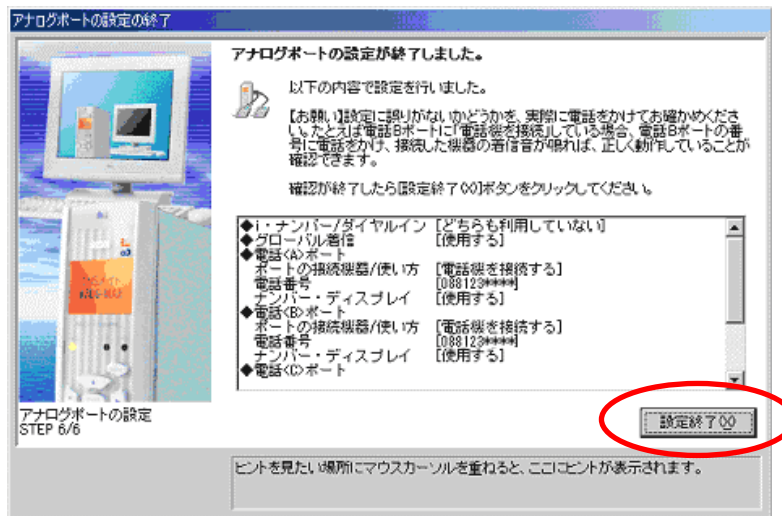 アナログポートの設定の終了
アナログポートの設定が終了しました。
以下の内容で設定を行いました。
【お願い】設定に誤りがないかどうかを、実際に電話をかけてお確かめくださ
い。たとえば電話Bポートに「電話機を接続」している場合、電話Bポートの番
号に電話をかけ、接続した機器の着信音が鳴れば、正しく動作していることが
確認できます。
確認が終了したら[設定終了(X)]ボタンをクリックしてください。
◆i・ナンバー/ダイヤルイン [どちらも利用していない]
◆グローバル着信 [使用する]
◆電話<A>ポート
ポートの接続機器/使い方 [電話機を接続する]
電話番号 [088123****]
ナンバー・ディスプレイ [使用する]
◆電話<B>ポート
ポートの接続機器/使い方 [電話機を接続する]
電話番号 [088123****]
ナンバー・ディスプレイ [使用する]
◆電話<C>ポート
アナログポートの設定
STEP 6/6
設定終了(X)
ヒントを見たい場所にマウスカーソルを重ねると、ここにヒントが表示されます。